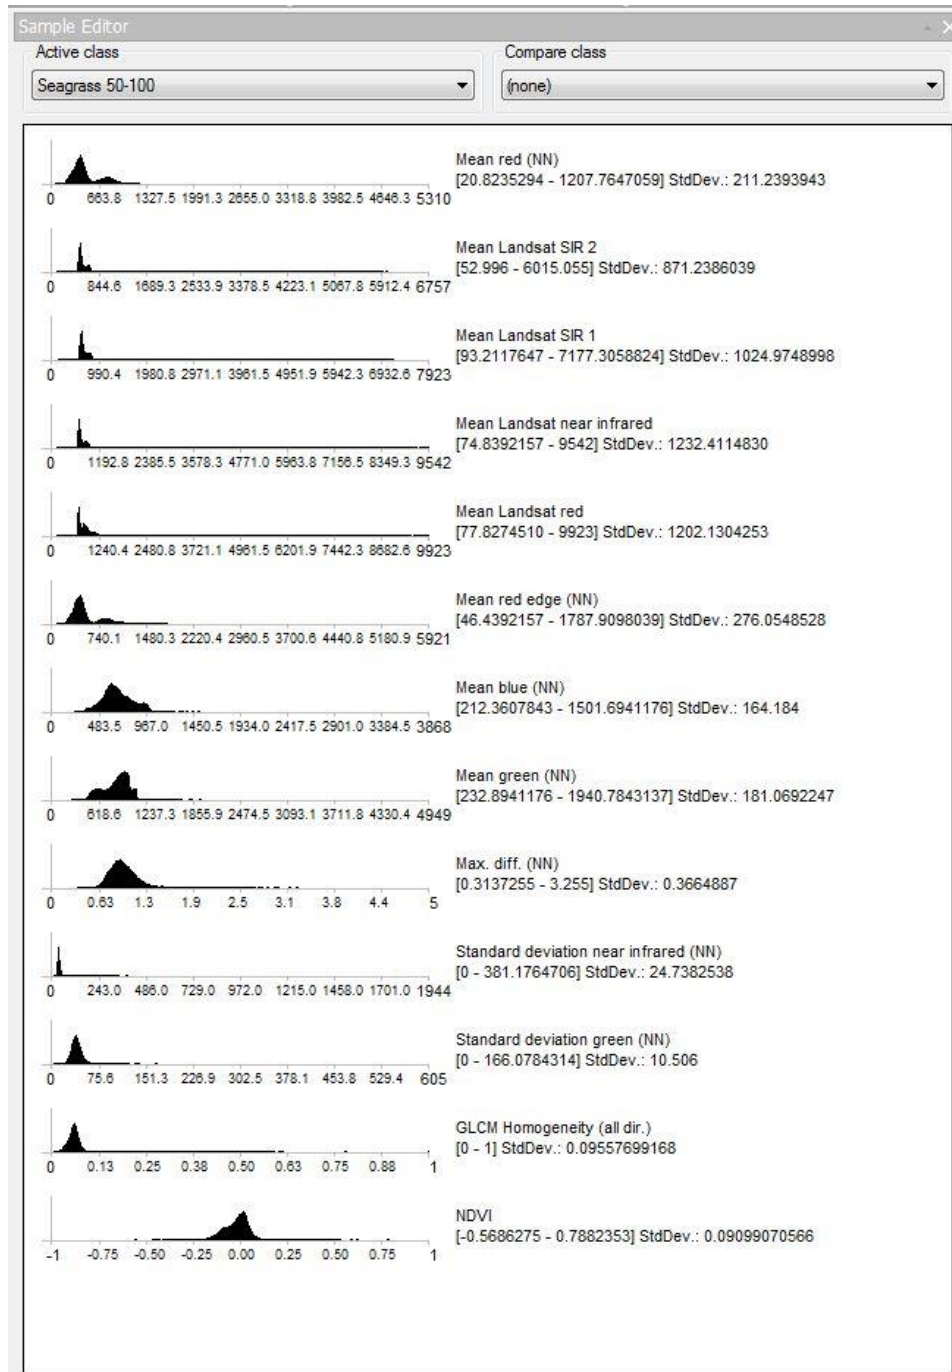 Sample Editor
Active class
Compare class
Seagrass 50-100
(none)
Mean red (NN)
[20.8235294 - 1207.7647059] StdDev.: 211.2393943
0 663.8 1327.5 1991.3 2655.0 3318.8 3982.5 4646.3 5310
Mean Landsat SIR 2
[52.996 - 6015.055] StdDev.: 871.2386039
0 844.6 1689.3 2533.9 3378.5 4223.1 5067.8 5912.4 6757
Mean Landsat SIR 1
[93.2117647 - 7177.3058824] StdDev.: 1024.9748998
0 990.4 1980.8 2971.1 3961.5 4951.9 5942.3 6932.6 7923
Mean Landsat near infrared
[74.8392157 - 9542] StdDev.: 1232.4114830
0 1192.8 2385.5 3578.3 4771.0 5963.8 7156.5 8349.3 9542
Mean Landsat red
[77.8274510 - 9923] StdDev.: 1202.1304253
0 1240.4 2480.8 3721.1 4961.5 6201.9 7442.3 8682.6 9923
Mean red edge (NN)
[46.4392157 - 1787.9098039] StdDev.: 276.0548528
0 740.1 1480.3 2220.4 2960.5 3700.6 4440.8 5180.9 5921
Mean blue (NN)
[212.3607843 - 1501.6941176] StdDev.: 164.184
0 483.5 967.0 1450.5 1934.0 2417.5 2901.0 3384.5 3868
Mean green (NN)
[232.8941176 - 1940.7843137] StdDev.: 181.0692247
0 618.6 1237.3 1855.9 2474.5 3093.1 3711.8 4330.4 4949
Max. diff. (NN)
[0.3137255 - 3.255] StdDev.: 0.3664887
0 0.63 1.3 1.9 2.5 3.1 3.8 4.4 5
Standard deviation near infrared (NN)
[0 - 381.1764706] StdDev.: 24.7382538
0 243.0 486.0 729.0 972.0 1215.0 1458.0 1701.0 1944
Standard deviation green (NN)
[0 - 166.0784314] StdDev.: 10.506
0 75.6 151.3 226.9 302.5 378.1 453.8 529.4 605
GLCM Homogeneity (all dir.)
[0 - 1] StdDev.: 0.09557699168
0 0.13 0.25 0.38 0.50 0.63 0.75 0.88 1
NDVI
[-0.5686275 - 0.7882353] StdDev.: 0.09099070566
-1 -0.75 -0.50 -0.25 0.00 0.25 0.50 0.75 1